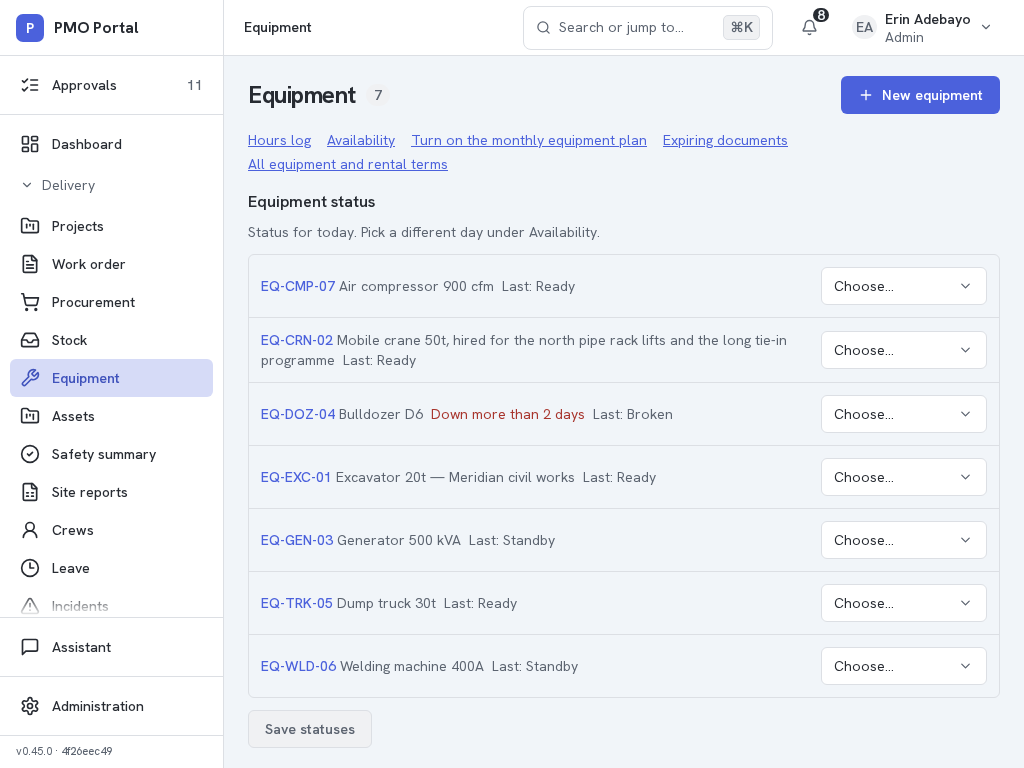 P PMO Portal
Equipment
Search or jump to...
⌘K
8
EA
Erin Adebayo
Admin
Approvals 11
Dashboard
Delivery
Projects
Work order
Procurement
Stock
Equipment
Assets
Safety summary
Site reports
Crews
Leave
Incidents
Assistant
Administration
v0.45.0 · 4f26eec49
Equipment 7
New equipment
Hours log Availability Turn on the monthly equipment plan Expiring documents
All equipment and rental terms
Equipment status
Status for today. Pick a different day under Availability.
EQ-CMP-07 Air compressor 900 cfm Last: Ready Choose...
EQ-CRN-02 Mobile crane 50t, hired for the north pipe rack lifts and the long tie-in
programme Last: Ready
Choose...
EQ-DOZ-04 Bulldozer D6 Down more than 2 days Last: Broken Choose...
EQ-EXC-01 Excavator 20t — Meridian civil works Last: Ready Choose...
EQ-GEN-03 Generator 500 kVA Last: Standby Choose...
EQ-TRK-05 Dump truck 30t Last: Ready Choose...
EQ-WLD-06 Welding machine 400A Last: Standby Choose...
Save statuses